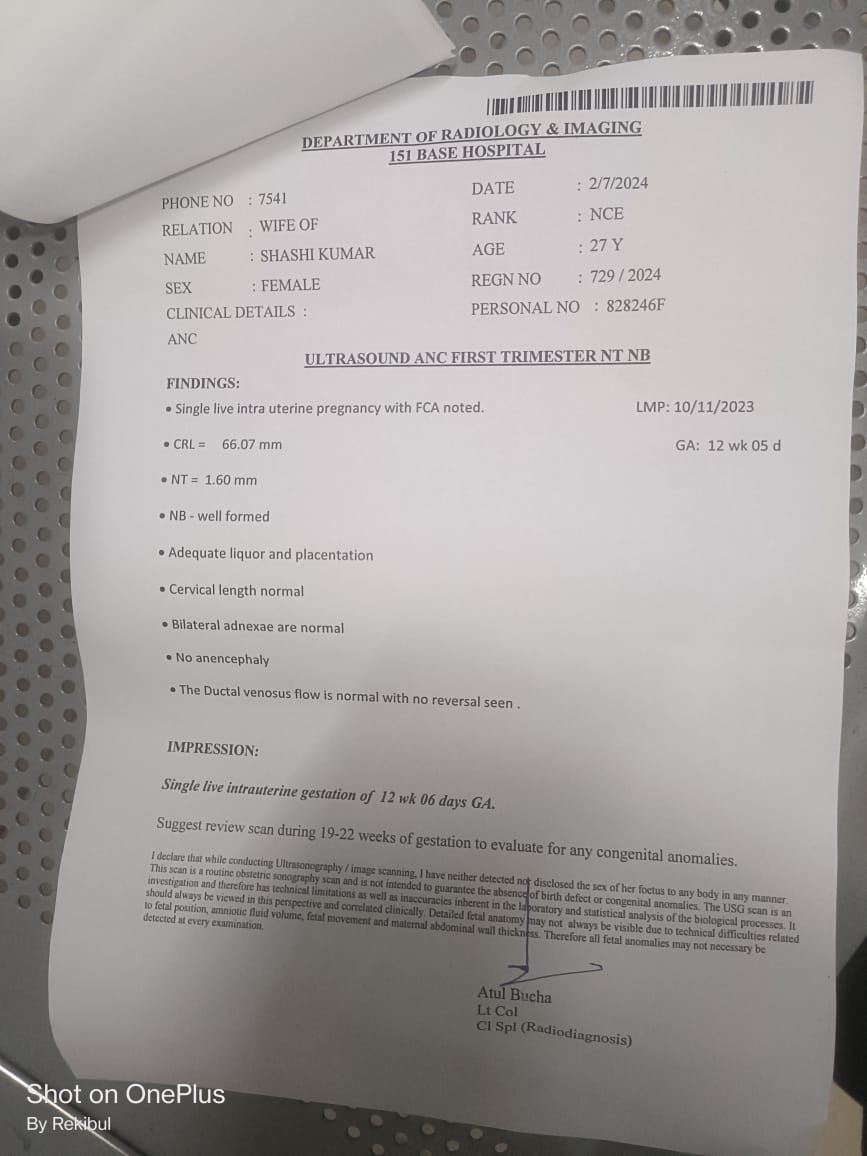 DEPARTMENT OF RADIOLOGY & IMAGING
151 BASE HOSPITAL
PHONE NO : 7541
DATE : 2/7/2024
RELATION : WIFE OF
RANK : NCE
NAME : SHASHI KUMAR
AGE : 27 Y
SEX : FEMALE
REGN NO : 729 / 2024
CLINICAL DETAILS :
PERSONAL NO : 828246F
ANC
ULTRASOUND ANC FIRST TRIMESTER NT NB
FINDINGS:
• Single live intra uterine pregnancy with FCA noted.
LMP: 10/11/2023
• CRL = 66.07 mm
GA: 12 wk 05 d
• NT = 1.60 mm
• NB - well formed
• Adequate liquor and placentation
• Cervical length normal
• Bilateral adnexae are normal
• No anencephaly
• The Ductal venosus flow is normal with no reversal seen .
IMPRESSION:
Single live intrauterine gestation of 12 wk 06 days GA.
Suggest review scan during 19-22 weeks of gestation to evaluate for any congenital anomalies.
I declare that while conducting Ultrasonography / image scanning, I have neither detected not disclosed the sex of her foetus to any body in any manner.
This scan is a routine obstetric sonography scan and is not intended to guarantee the absence of birth defect or congenital anomalies. The USG scan is an
investigation and therefore has technical limitations as well as inaccuracies inherent in the laboratory and statistical analysis of the biological processes. It
should always be viewed in this perspective and correlated clinically. Detailed fetal anatomy may not always be visible due to technical difficulties related
to fetal position, amniotic fluid volume, fetal movement and maternal abdominal wall thickness. Therefore all fetal anomalies may not necessary be
detected at every examination.
Atul Bucha
Lt Col
Cl Spl (Radiodiagnosis)
Shot on OnePlus
By Rekibul